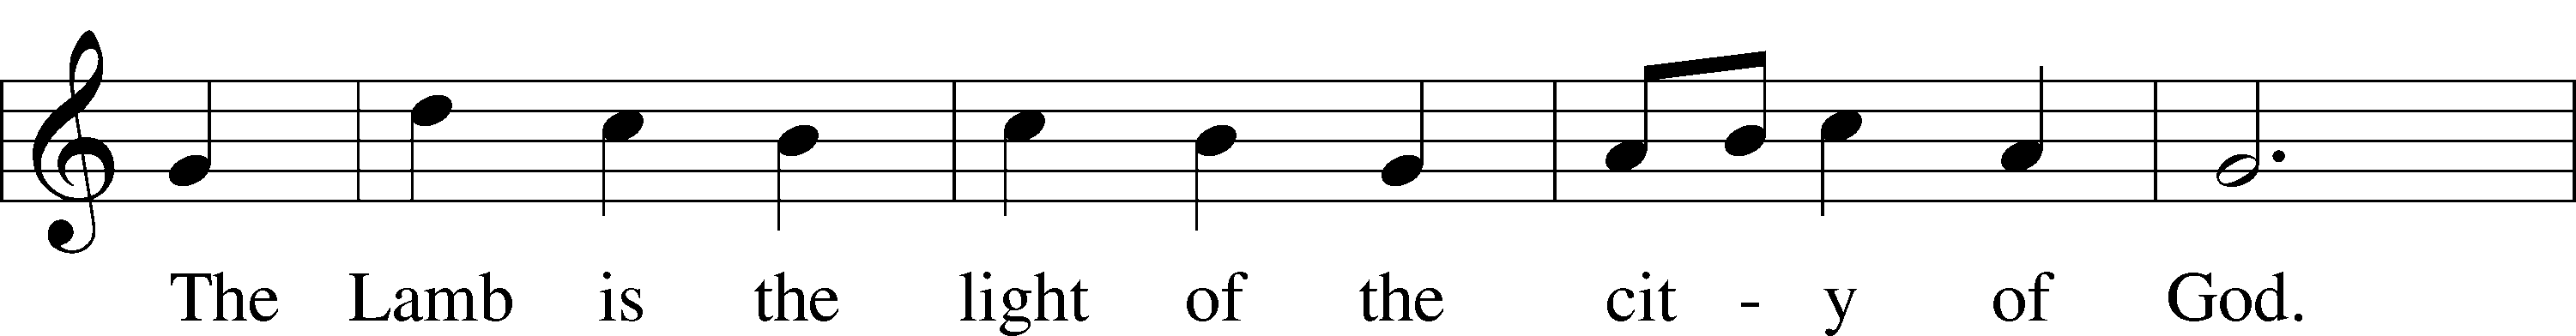 The Lamb is the light of the cit - y of God.